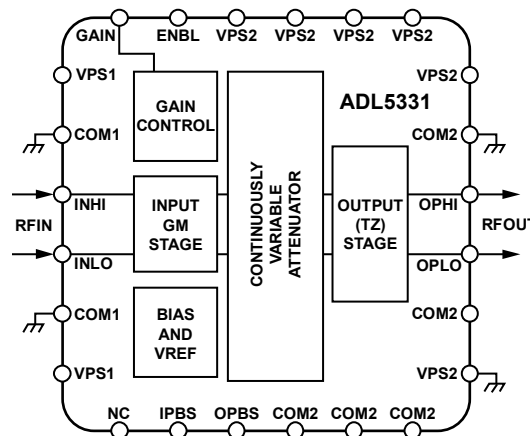 GAIN ENBL VPS2 VPS2 VPS2 VPS2
VPS1
VPS2
ADL5331
GAIN
CONTROL
COM1
COM2
CONTINUOUSLY
VARIABLE
ATTENUATOR
RFIN
INHI
INLO
INPUT
GM
STAGE
OUTPUT
(TZ)
STAGE
OPHI
OPLO
RFOUT
COM1
COM2
BIAS
AND
VREF
VPS1
VPS2
NC IPBS OPBS COM2 COM2 COM2